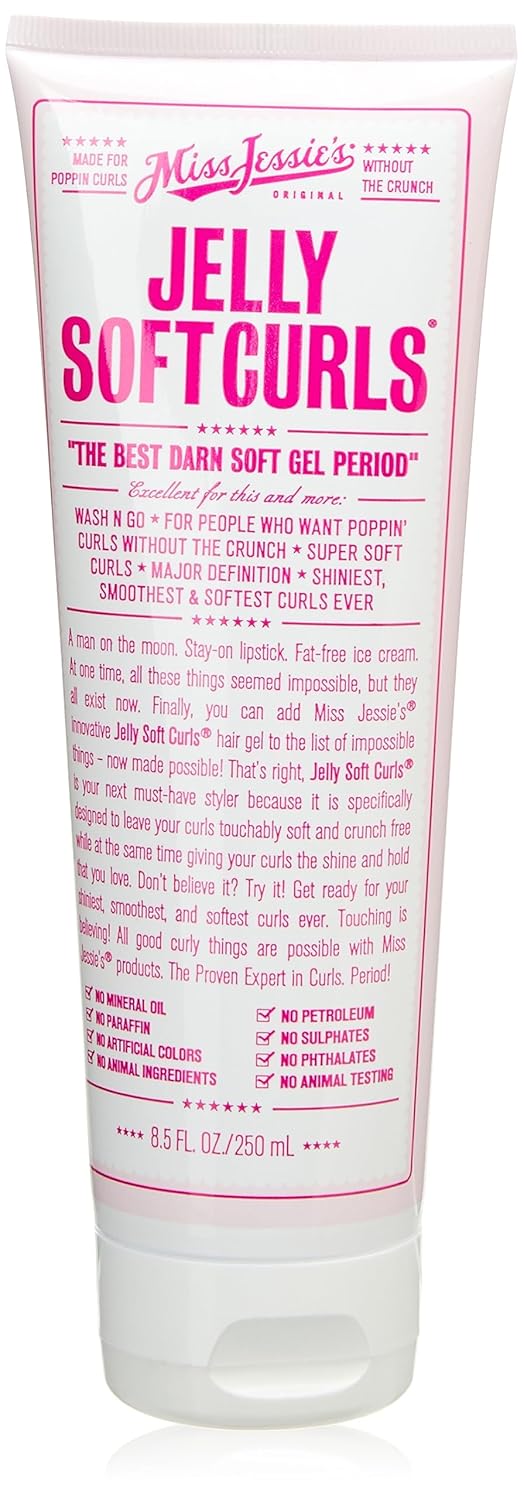 ★★★★★ ★★★★★
MADE FOR Miss Jessie's® WITHOUT
POPPIN CURLS ORIGINAL THE CRUNCH
JELLY
SOFT CURLS®
★★★★★★
"THE BEST DARN SOFT GEL PERIOD"
Excellent for this and more:
WASH N GO ★ FOR PEOPLE WHO WANT POPPIN'
CURLS WITHOUT THE CRUNCH ★ SUPER SOFT
CURLS ★ MAJOR DEFINITION ★ SHINIEST,
SMOOTHEST & SOFTEST CURLS EVER
★★★★★★
A man on the moon. Stay-on lipstick. Fat-free ice cream.
At one time, all these things seemed impossible, but they
all exist now. Finally, you can add Miss Jessie's®
innovative Jelly Soft Curls® hair gel to the list of impossible
things – now made possible! That's right, Jelly Soft Curls®
is your next must-have styler because it is specifically
designed to leave your curls touchably soft and crunch free
while at the same time giving your curls the shine and hold
that you love. Don't believe it? Try it! Get ready for your
shiniest, smoothest, and softest curls ever. Touching is
believing! All good curly things are possible with Miss
Jessie's® products. The Proven Expert in Curls. Period!
NO MINERAL OIL
NO PARAFFIN
NO ARTIFICIAL COLORS
NO ANIMAL INGREDIENTS
NO PETROLEUM
NO SULPHATES
NO PHTHALATES
NO ANIMAL TESTING
★★★★★★
★★★★ 8.5 FL. OZ./250 mL ★★★★